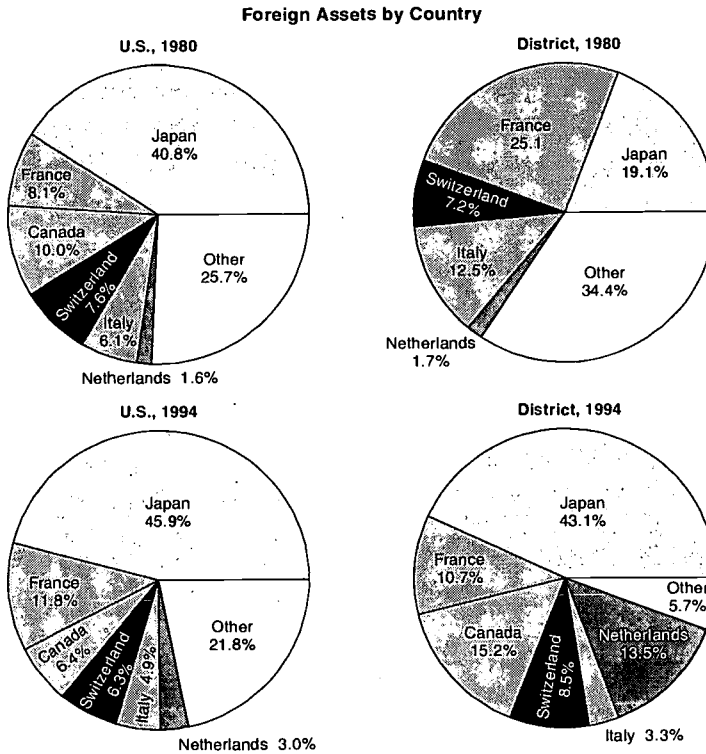 Foreign Assets by Country
U.S., 1980
Japan
40.8%
France
8.1%
Canada
10.0%
Switzerland
7.6%
Italy
6.1%
Other
25.7%
Netherlands 1.6%
District, 1980
France
25.1
Japan
19.1%
Switzerland
7.2%
Italy
12.5%
Other
34.4%
Netherlands
1.7%
U.S., 1994
Japan
45.9%
France
11.8%
Canada
6.4%
Switzerland
6.3%
Italy 4.9%
Other
21.8%
Netherlands 3.0%
District, 1994
Japan
43.1%
France
10.7%
Other
5.7%
Canada
15.2%
Netherlands
13.5%
Switzerland
8.5%
Italy 3.3%